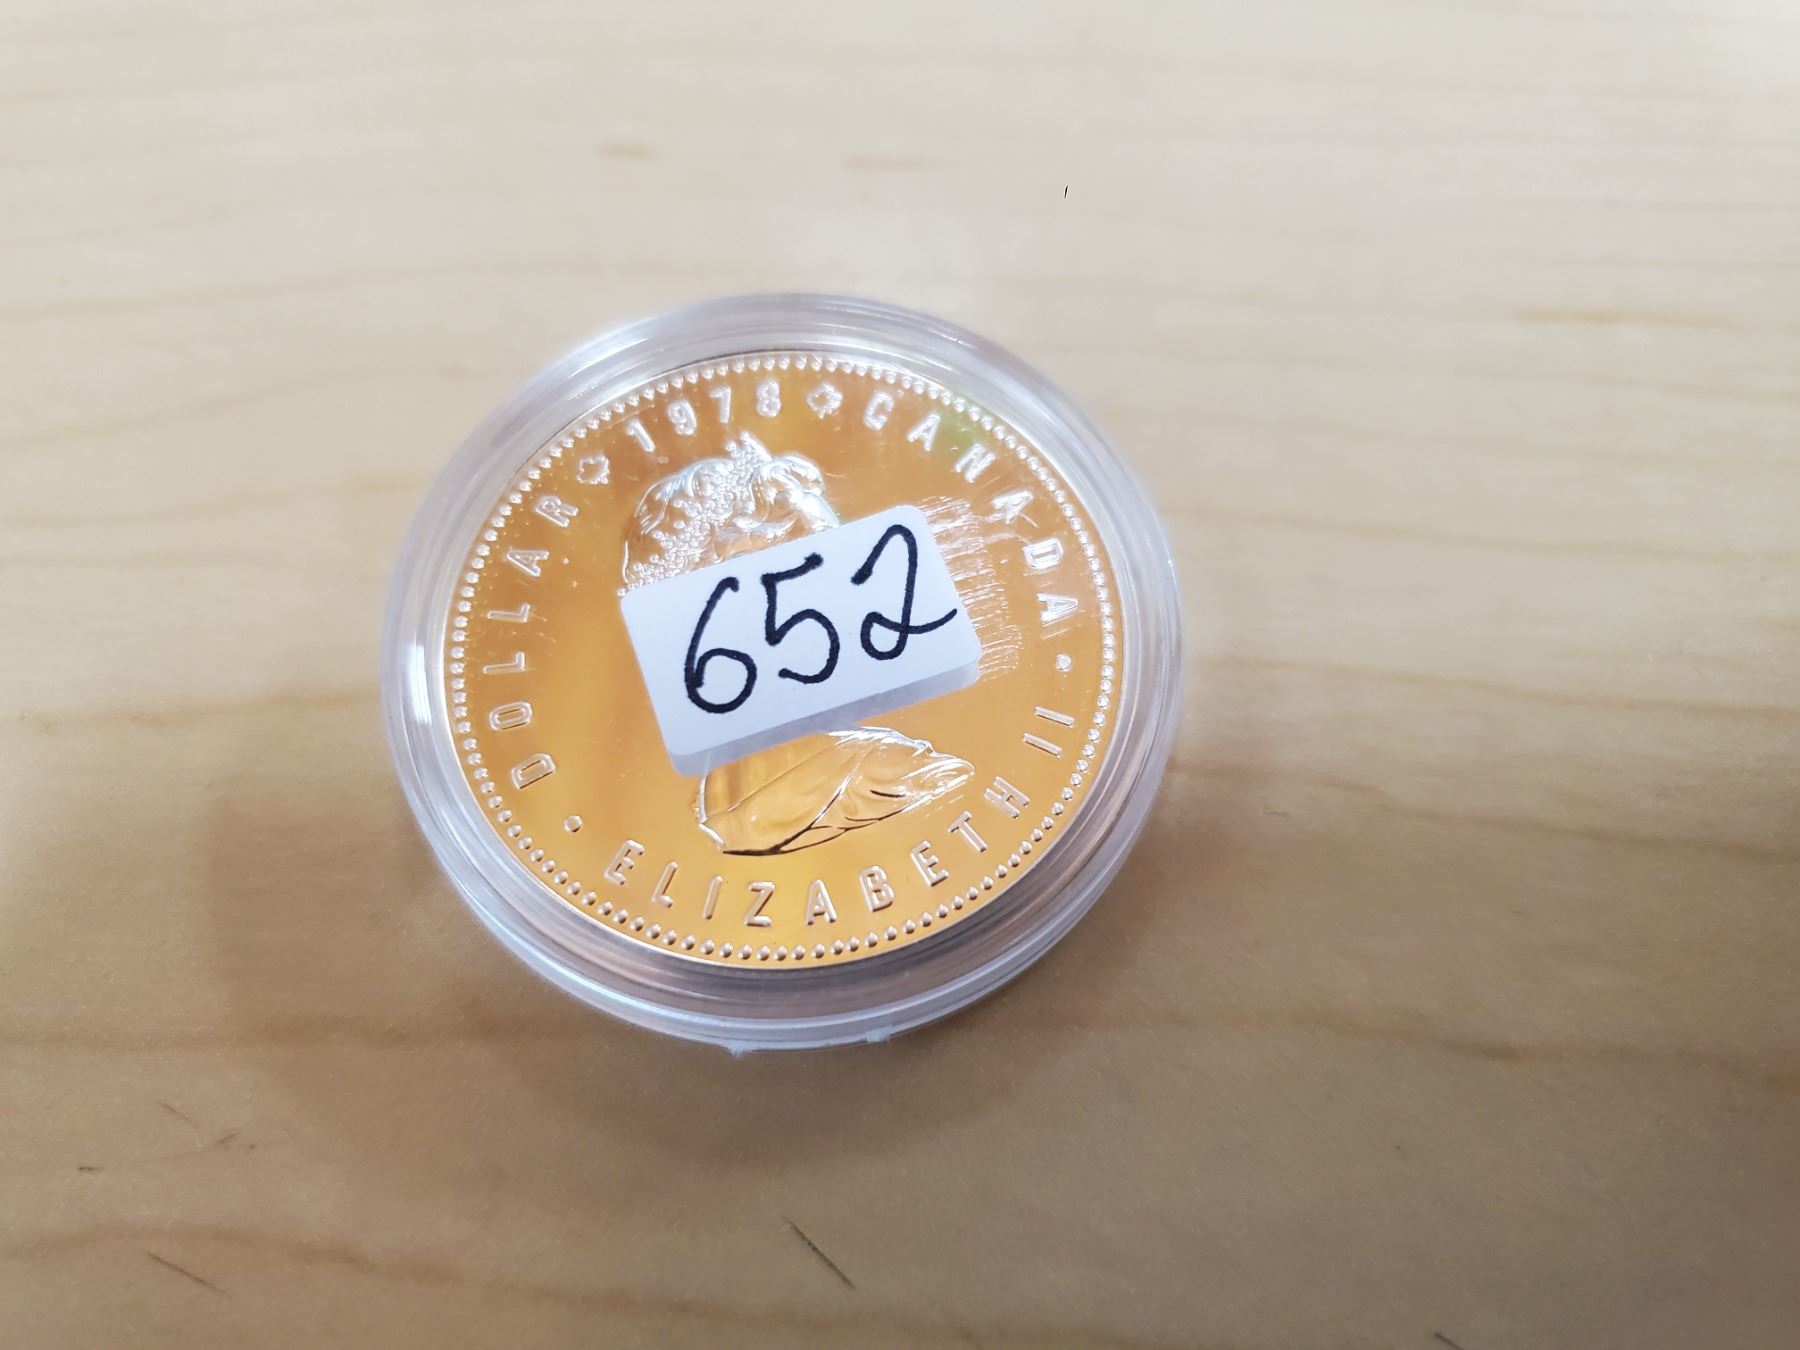 DOLLAR 1978 CANADA • ELIZABETH II •
652